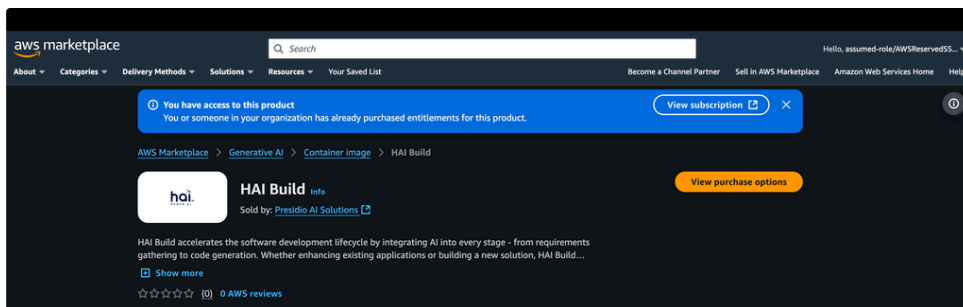 aws marketplace
Search
Hello, assumed-role/AWSReservedSS...
About
Categories
Delivery Methods
Solutions
Resources
Your Saved List
Become a Channel Partner
Sell in AWS Marketplace
Amazon Web Services Home
Help
You have access to this product
You or someone in your organization has already purchased entitlements for this product.
View subscription
AWS Marketplace > Generative AI > Container image > HAI Build
hai
HAI Build Info
View purchase options
Sold by: Presidio AI Solutions
HAI Build accelerates the software development lifecycle by integrating AI into every stage - from requirements
gathering to code generation. Whether enhancing existing applications or building a new solution, HAI Build...
Show more
(0) 0 AWS reviews